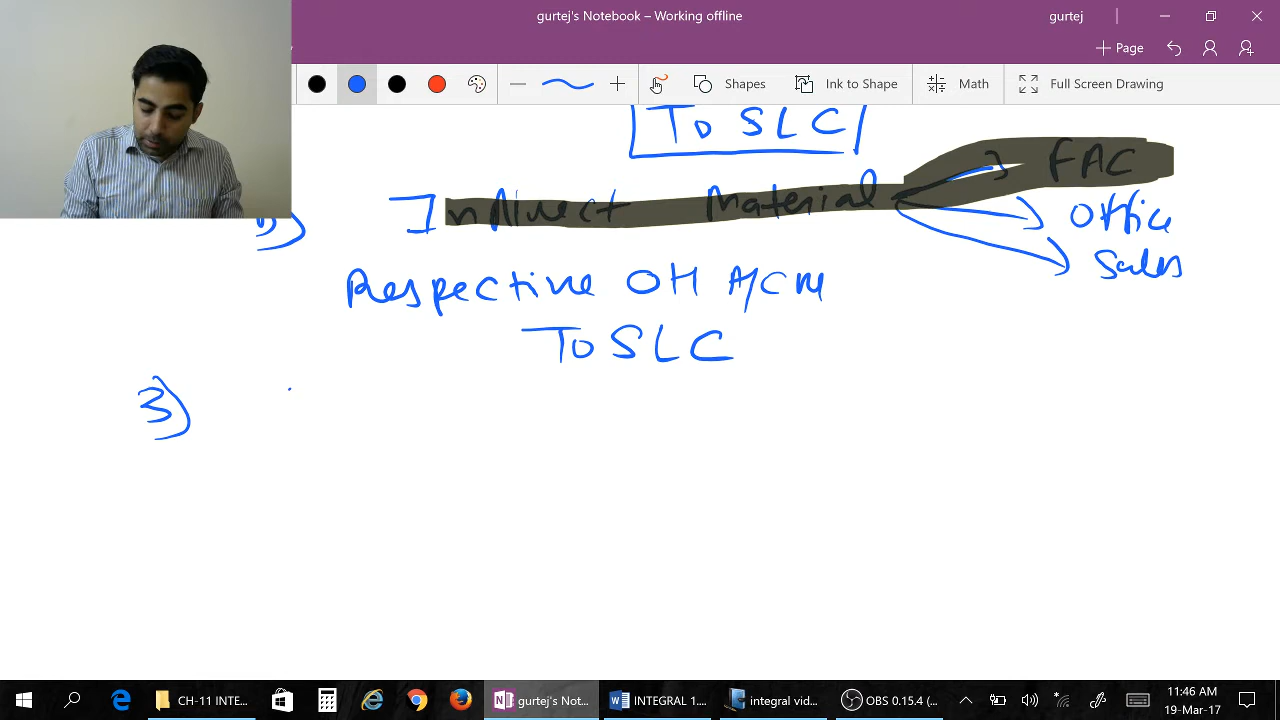 gurtej's Notebook – Working offline
gurtej
Page
Shapes
Ink to Shape
Math
Full Screen Drawing
To SLC
Indirect Material → FAC
Office
Sales
Respective OH A/C
To SLC
3)
CH-11 INTE...
gurtej's Not...
INTEGRAL 1....
integral vid...
OBS 0.15.4 (...
11:46 AM
19-Mar-17